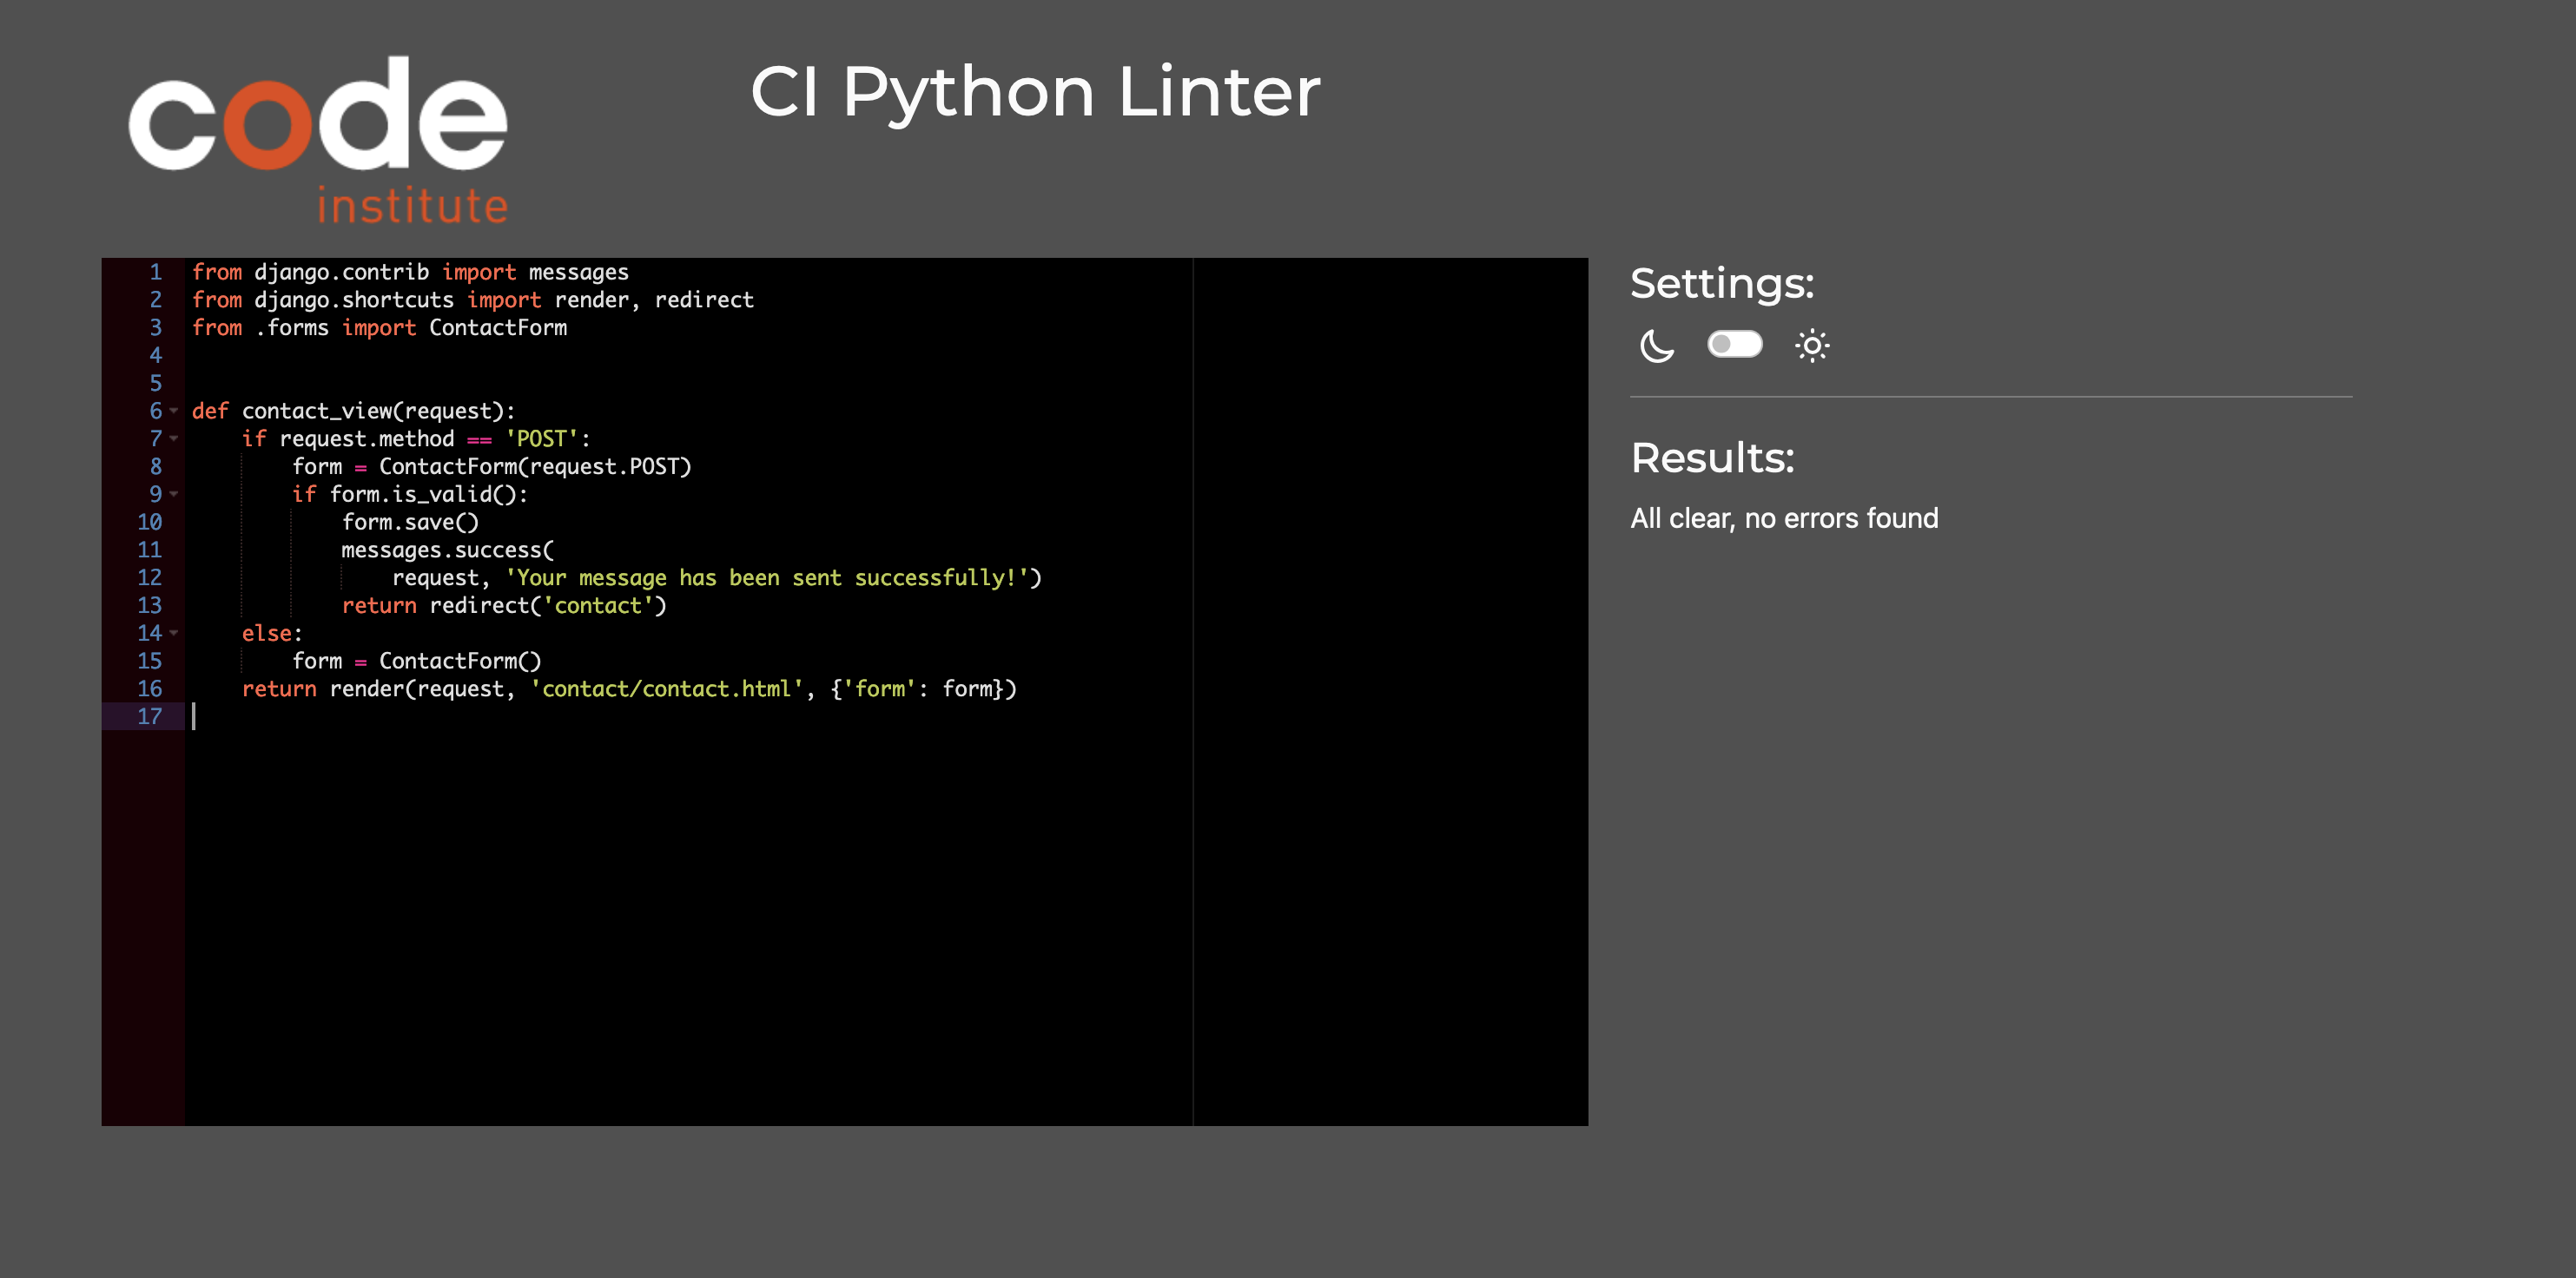 code
institute
CI Python Linter
1 from django.contrib import messages
2 from django.shortcuts import render, redirect
3 from .forms import ContactForm
4
5
6 def contact_view(request):
7     if request.method == 'POST':
8         form = ContactForm(request.POST)
9         if form.is_valid():
10             form.save()
11             messages.success(
12                 request, 'Your message has been sent successfully!')
13             return redirect('contact')
14     else:
15         form = ContactForm()
16     return render(request, 'contact/contact.html', {'form': form})
17
Settings:
Results:
All clear, no errors found